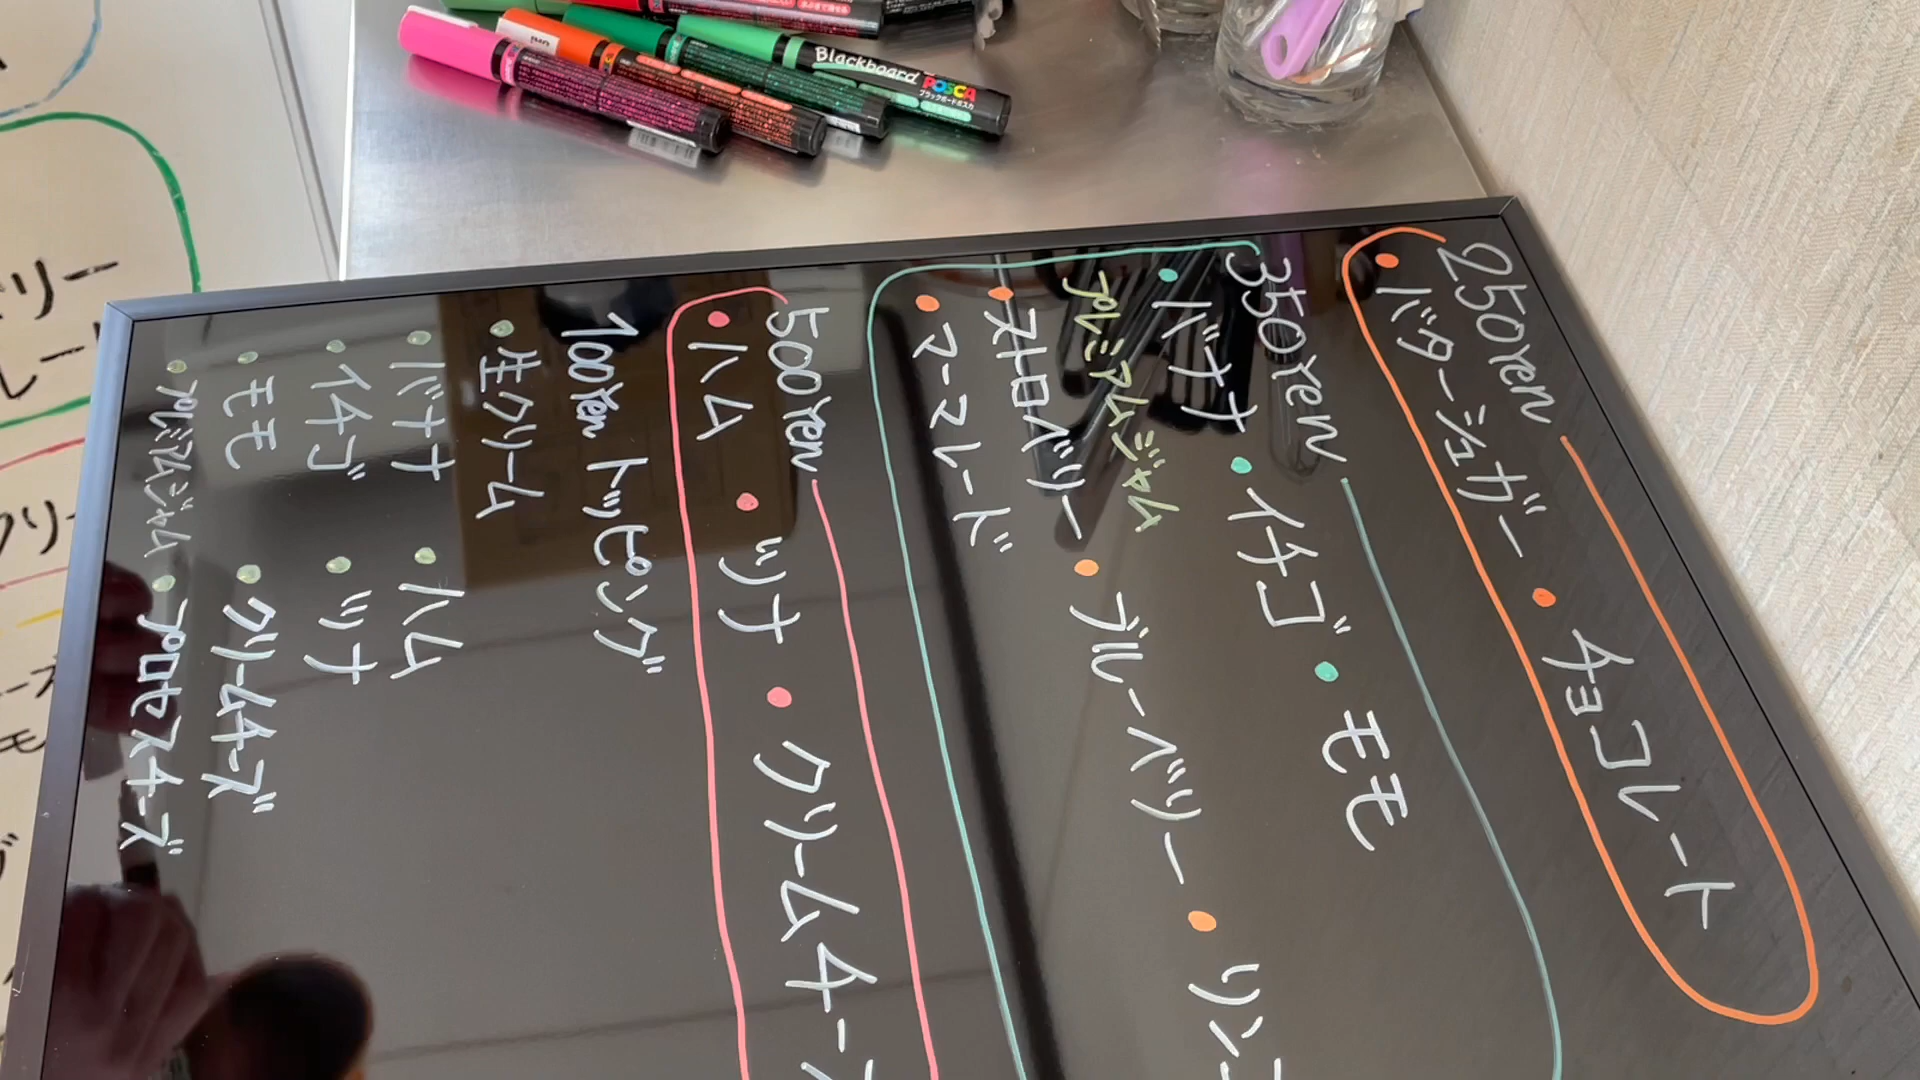 250Yen
• バターシュガー • チョコレート
350Yen
• バナナ • イチゴ • モモ
プレミアムジャム
• ストロベリー • ブルーベリー • リン
• マーマレード
500Yen
• ハム • ツナ • クリームチー
100Yen トッピング
• 生クリーム
• バナナ • ハム
• イチゴ • ツナ
• モモ • クリームチーズ
• プレミアムジャム • プロセスチーズ
Blackboard POSCA
ブラックボードポスカ